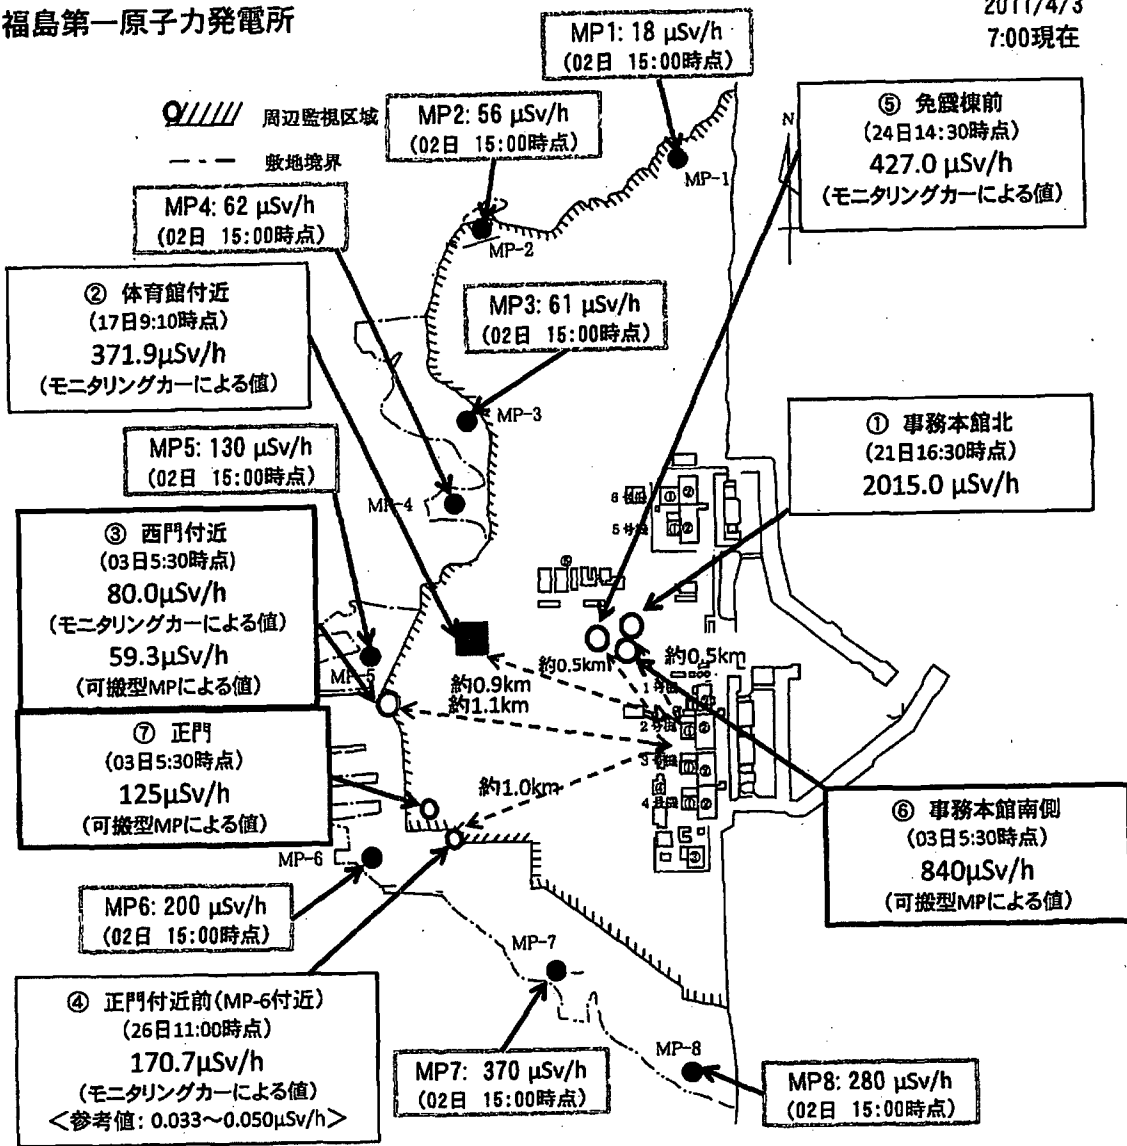 福島第一原子力発電所
2011/4/3
7:00現在
周辺監視区域
敷地境界
N
MP1: 18 μSv/h
(02日 15:00時点)
MP-1
MP2: 56 μSv/h
(02日 15:00時点)
MP-2
⑤ 免震棟前
(24日14:30時点)
427.0 μSv/h
(モニタリングカーによる値)
MP4: 62 μSv/h
(02日 15:00時点)
② 体育館付近
(17日9:10時点)
371.9μSv/h
(モニタリングカーによる値)
MP3: 61 μSv/h
(02日 15:00時点)
MP-3
① 事務本館北
(21日16:30時点)
2015.0 μSv/h
MP5: 130 μSv/h
(02日 15:00時点)
MP-4
③ 西門付近
(03日5:30時点)
80.0μSv/h
(モニタリングカーによる値)
59.3μSv/h
(可搬型MPによる値)
MP-5
約0.5km
約0.5km
約0.9km
約1.1km
⑦ 正門
(03日5:30時点)
125μSv/h
(可搬型MPによる値)
約1.0km
⑥ 事務本館南側
(03日5:30時点)
840μSv/h
(可搬型MPによる値)
MP-6
MP6: 200 μSv/h
(02日 15:00時点)
MP-7
④ 正門付近前(MP-6付近)
(26日11:00時点)
170.7μSv/h
(モニタリングカーによる値)
<参考値: 0.033～0.050μSv/h>
MP7: 370 μSv/h
(02日 15:00時点)
MP-8
MP8: 280 μSv/h
(02日 15:00時点)